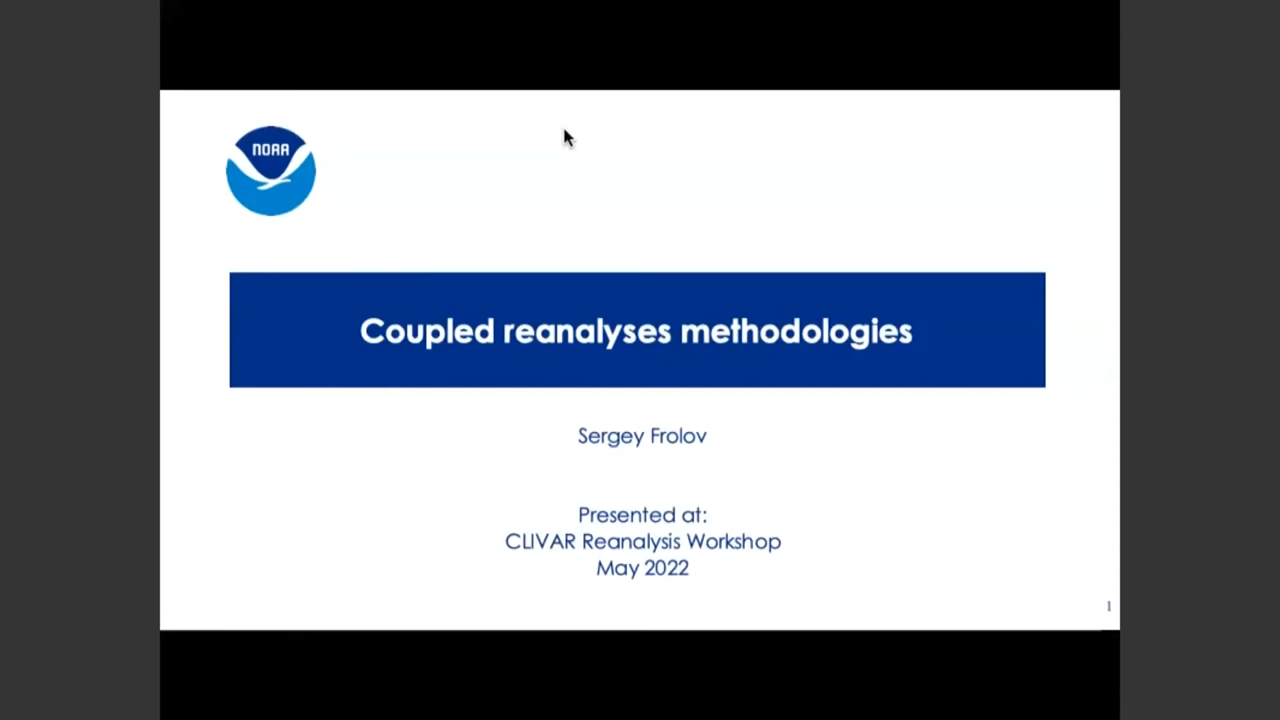 NOAA
Coupled reanalyses methodologies
Sergey Frolov
Presented at:
CLIVAR Reanalysis Workshop
May 2022
1